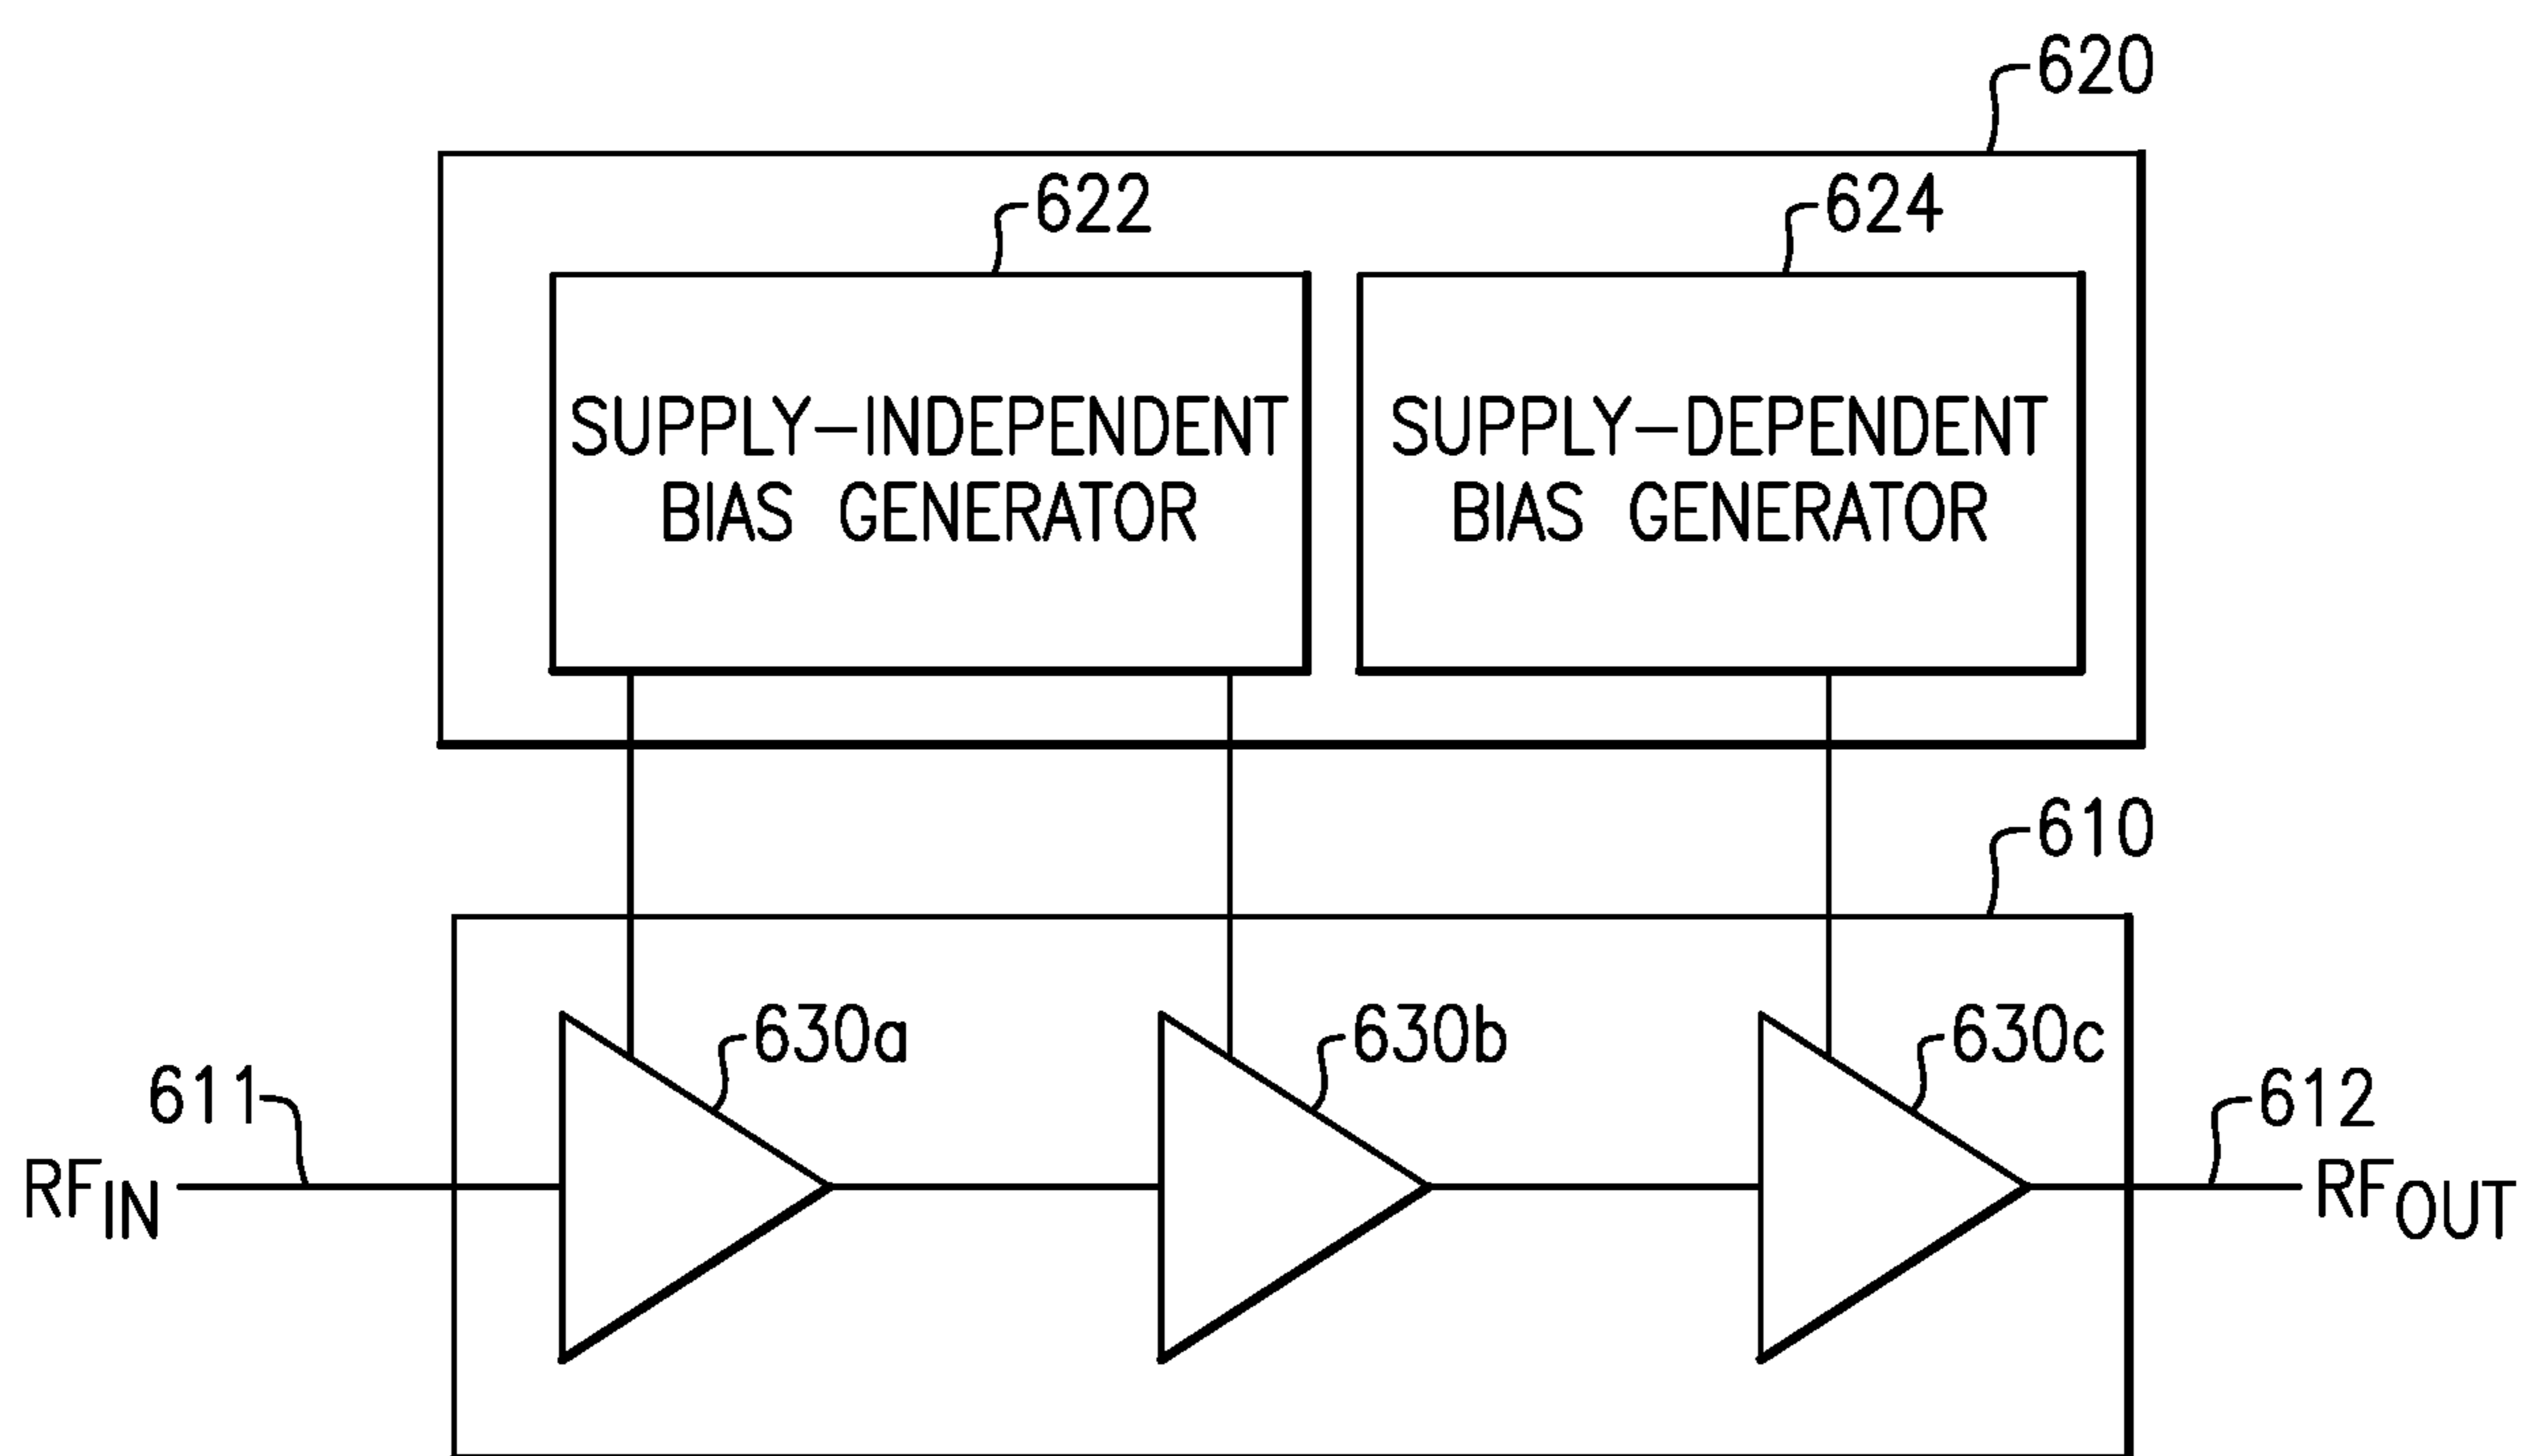 620
622
624
SUPPLY-INDEPENDENT
BIAS GENERATOR
SUPPLY-DEPENDENT
BIAS GENERATOR
610
630a
630b
630c
611
612
RFIN
RFOUT